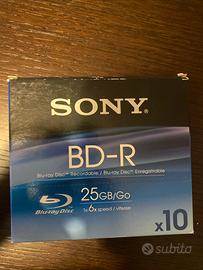 SONY
BD-R
Blu-ray Disc™ Recordable / Blu-ray Disc™ Enregistrable
Blu-ray Disc
25GB/Go
1x-6x speed / vitesse
x10
subito